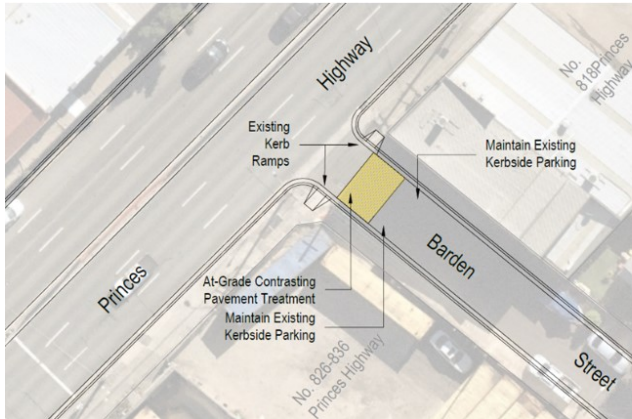 Highway
No.
818Princes
Highway
Existing
Kerb
Ramps
Maintain Existing
Kerbside Parking
Barden
Princes
At-Grade Contrasting
Pavement Treatment
Maintain Existing
Kerbside Parking
No. 826-836
Princes Highway
Street